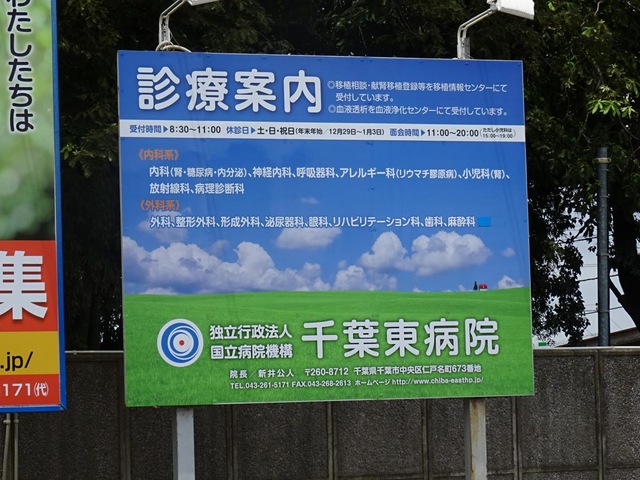 わたしたちは
集
.jp/
171(代)
診療案内
◎移植相談・献腎移植登録等を移植情報センターにて
受付しています。
◎血液透析を血液浄化センターにて受付しています。
受付時間▶8:30〜11:00 休診日▶土・日・祝日(年末年始/12月29日〜1月3日) 面会時間▶11:00〜20:00 ただし小児科は 15:00〜19:00
《内科系》
内科(腎・糖尿病・内分泌)、神経内科、呼吸器科、アレルギー科(リウマチ膠原病)、小児科(腎)、
放射線科、病理診断科
《外科系》
外科、整形外科、形成外科、泌尿器科、眼科、リハビリテーション科、歯科、麻酔科
独立行政法人
国立病院機構
千葉東病院
院長 新井公人 〒260-8712 千葉県千葉市中央区仁戸名町673番地
TEL.043-261-5171 FAX.043-268-2613 ホームページ http://www.chiba-easthp.jp/